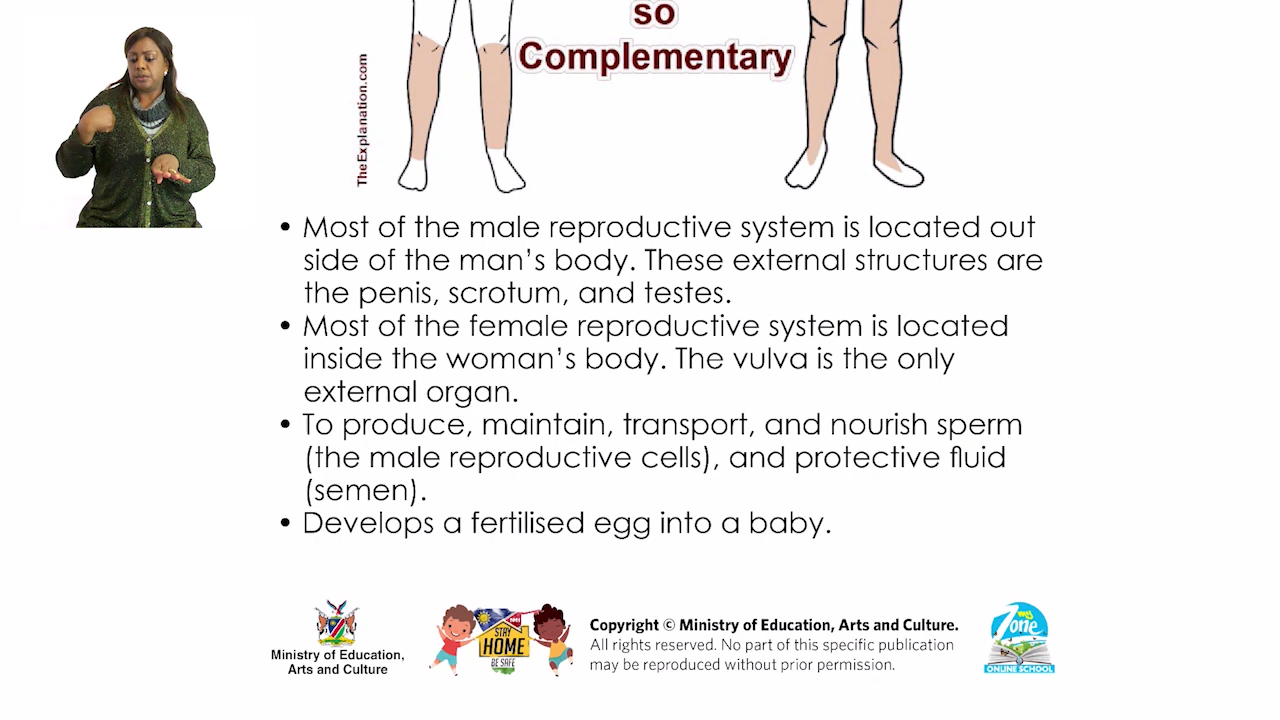 so
Complementary
TheExplanation.com
• Most of the male reproductive system is located out
side of the man's body. These external structures are
the penis, scrotum, and testes.
• Most of the female reproductive system is located
inside the woman's body. The vulva is the only
external organ.
• To produce, maintain, transport, and nourish sperm
(the male reproductive cells), and protective fluid
(semen).
• Develops a fertilised egg into a baby.
Ministry of Education,
Arts and Culture
STAY
HOME
BE SAFE
Copyright © Ministry of Education, Arts and Culture.
All rights reserved. No part of this specific publication
may be reproduced without prior permission.
my
Zone
ONLINE SCHOOL